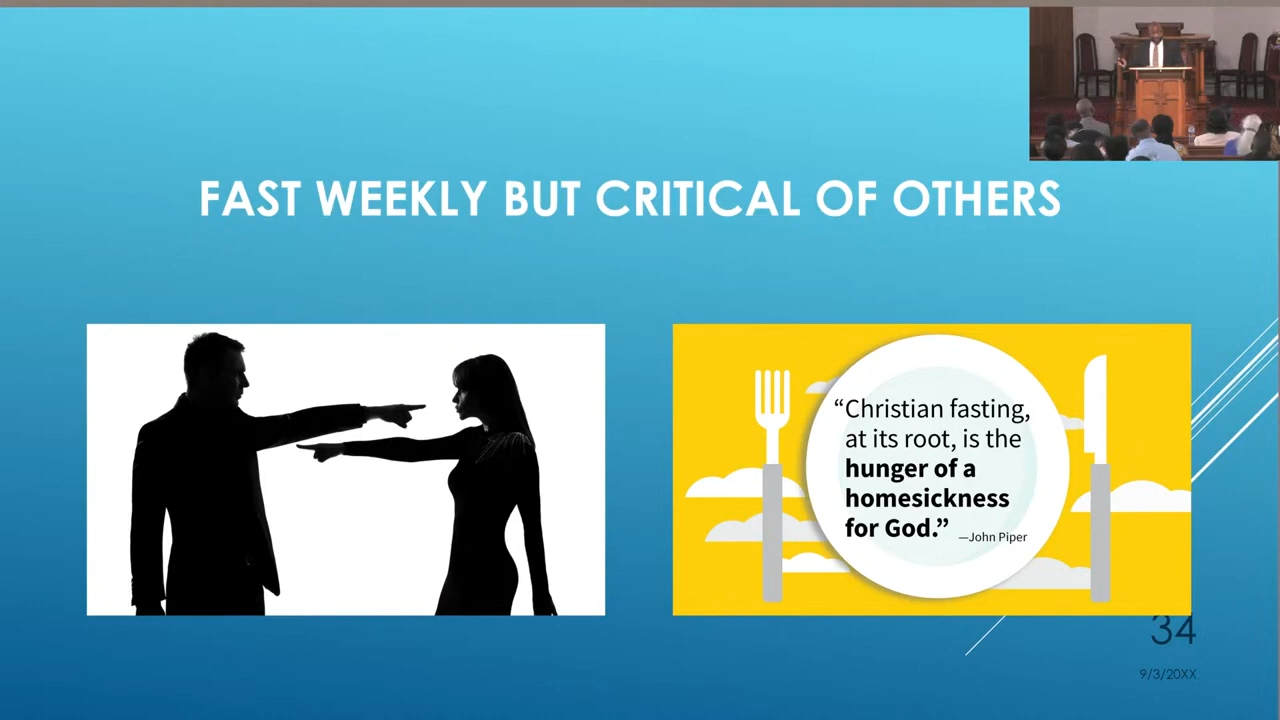 FAST WEEKLY BUT CRITICAL OF OTHERS
“Christian fasting,
at its root, is the
hunger of a
homesickness
for God.”
—John Piper
34
9/3/20XX